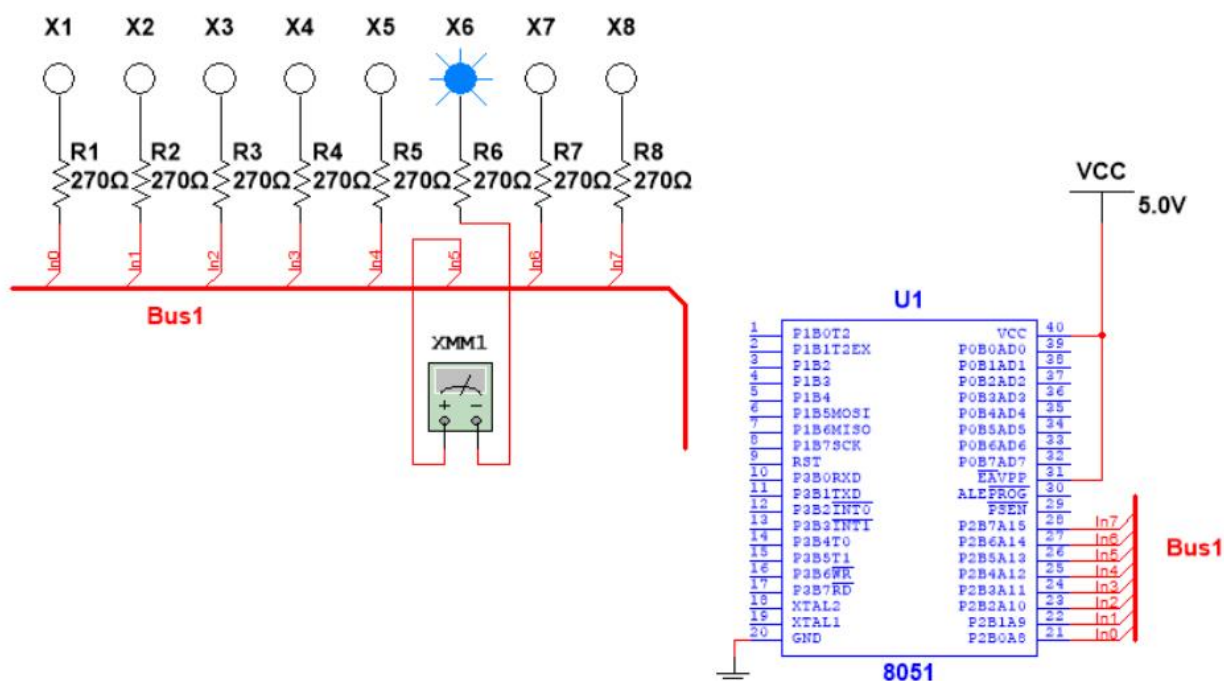 X1 X2 X3 X4 X5 X6 X7 X8
R1 R2 R3 R4 R5 R6 R7 R8
270Ω 270Ω 270Ω 270Ω 270Ω 270Ω 270Ω 270Ω
In0 In1 In2 In3 In4 In5 In6 In7
Bus1
XMM1
+ −
VCC
5.0V
U1
1 P1B0T2 VCC 40
2 P1B1T2EX P0B0AD0 39
3 P1B2 P0B1AD1 38
4 P1B3 P0B2AD2 37
5 P1B4 P0B3AD3 36
6 P1B5MOSI P0B4AD4 35
7 P1B6MISO P0B5AD5 34
8 P1B7SCK P0B6AD6 33
9 RST P0B7AD7 32
10 P3B0RXD EAVPP 31
11 P3B1TXD ALEPROG 30
12 P3B2INT0 PSEN 29
13 P3B3INT1 P2B7A15 28 In7
14 P3B4T0 P2B6A14 27 In6
15 P3B5T1 P2B5A13 26 In5
16 P3B6WR P2B4A12 25 In4
17 P3B7RD P2B3A11 24 In3
18 XTAL2 P2B2A10 23 In2
19 XTAL1 P2B1A9 22 In1
20 GND P2B0A8 21 In0
Bus1
8051